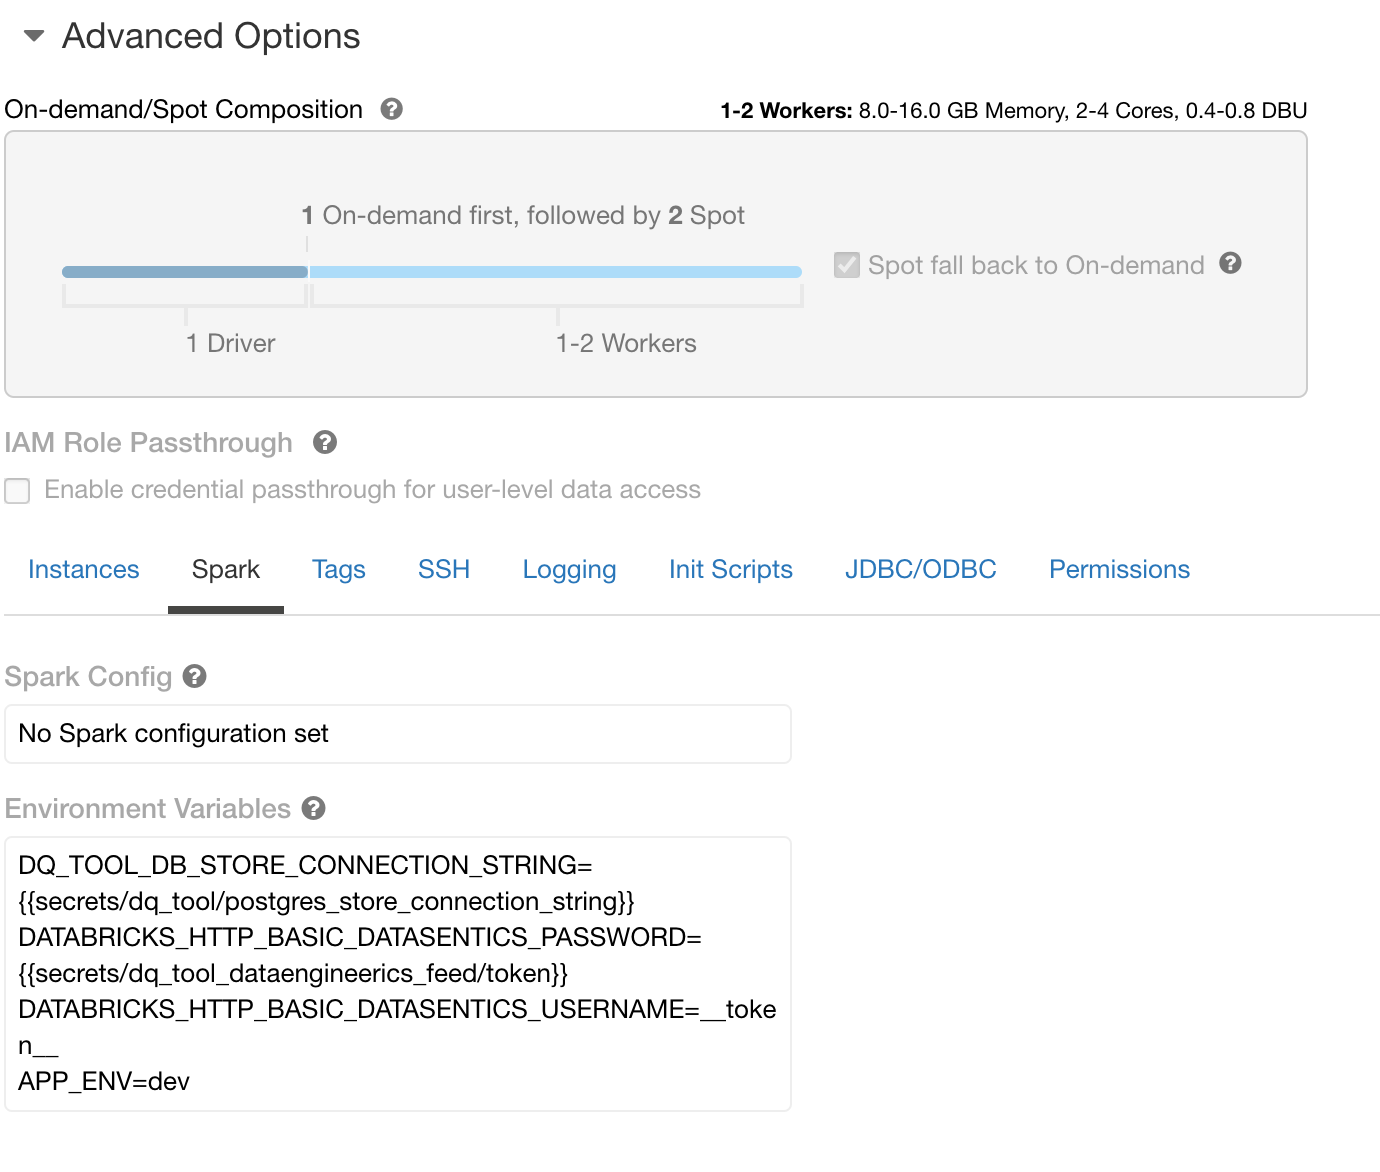 Advanced Options
On-demand/Spot Composition
1-2 Workers: 8.0-16.0 GB Memory, 2-4 Cores, 0.4-0.8 DBU
1 On-demand first, followed by 2 Spot
Spot fall back to On-demand
1 Driver
1-2 Workers
IAM Role Passthrough
Enable credential passthrough for user-level data access
Instances Spark Tags SSH Logging Init Scripts JDBC/ODBC Permissions
Spark Config
No Spark configuration set
Environment Variables
DQ_TOOL_DB_STORE_CONNECTION_STRING=
{{secrets/dq_tool/postgres_store_connection_string}}
DATABRICKS_HTTP_BASIC_DATASENTICS_PASSWORD=
{{secrets/dq_tool_dataengineerics_feed/token}}
DATABRICKS_HTTP_BASIC_DATASENTICS_USERNAME=__toke
n__
APP_ENV=dev